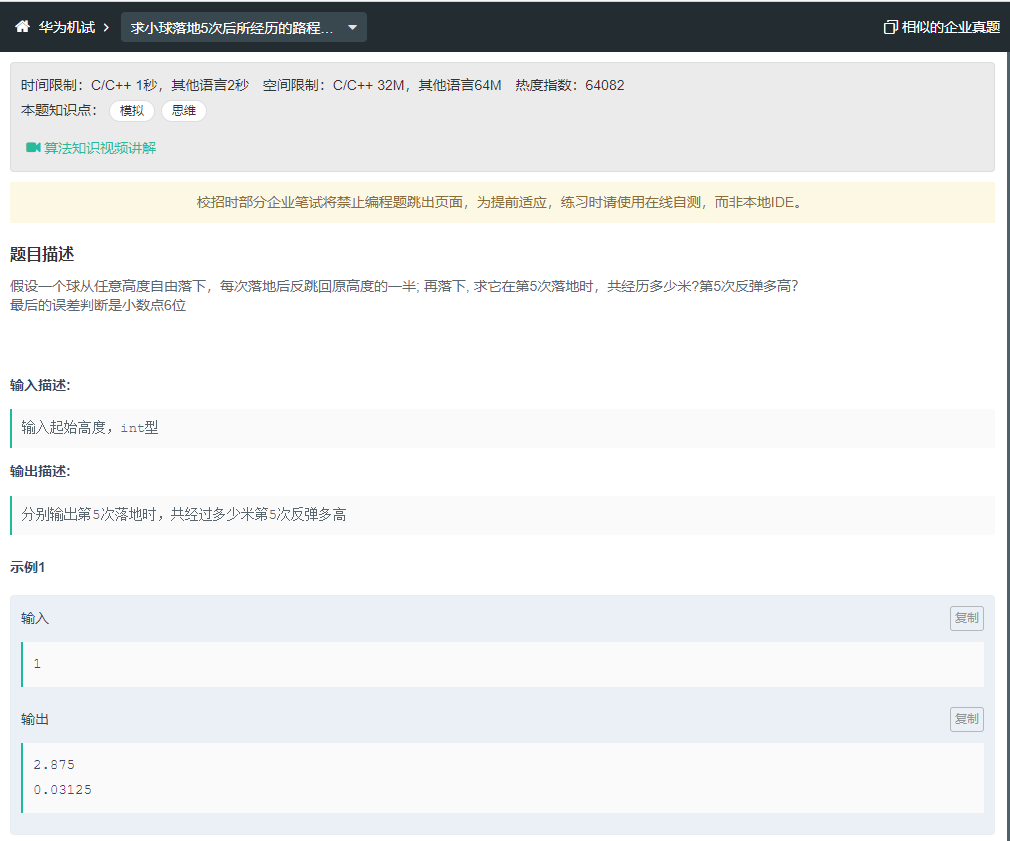 华为机试
求小球落地5次后所经历的路程...
相似的企业真题
时间限制：C/C++ 1秒，其他语言2秒 空间限制：C/C++ 32M，其他语言64M 热度指数：64082
本题知识点： 模拟 思维
算法知识视频讲解
校招时部分企业笔试将禁止编程题跳出页面，为提前适应，练习时请使用在线自测，而非本地IDE。
题目描述
假设一个球从任意高度自由落下，每次落地后反跳回原高度的一半; 再落下, 求它在第5次落地时，共经历多少米?第5次反弹多高?
最后的误差判断是小数点6位
输入描述:
输入起始高度，int型
输出描述:
分别输出第5次落地时，共经过多少米第5次反弹多高
示例1
输入
复制
1
输出
复制
2.875
0.03125